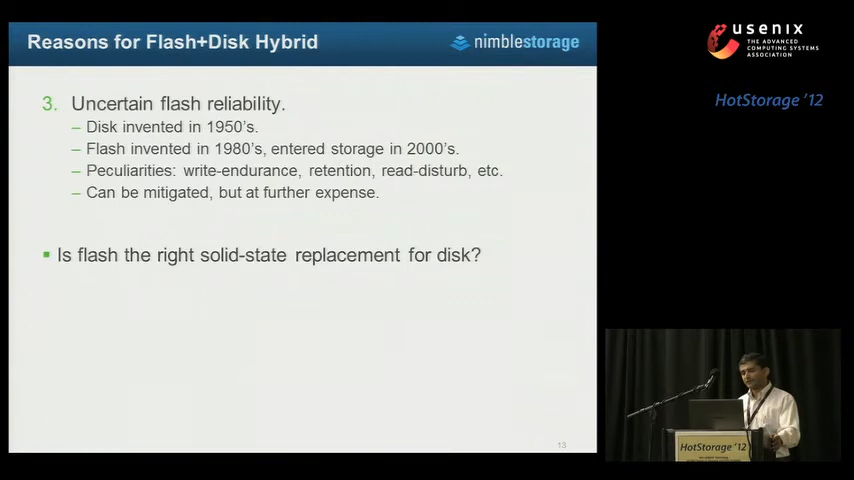 Reasons for Flash+Disk Hybrid
nimblestorage
3. Uncertain flash reliability.
– Disk invented in 1950's.
– Flash invented in 1980's, entered storage in 2000's.
– Peculiarities: write-endurance, retention, read-disturb, etc.
– Can be mitigated, but at further expense.
▪ Is flash the right solid-state replacement for disk?
13
usenix
THE ADVANCED
COMPUTING SYSTEMS
ASSOCIATION
HotStorage '12
HotStorage '12